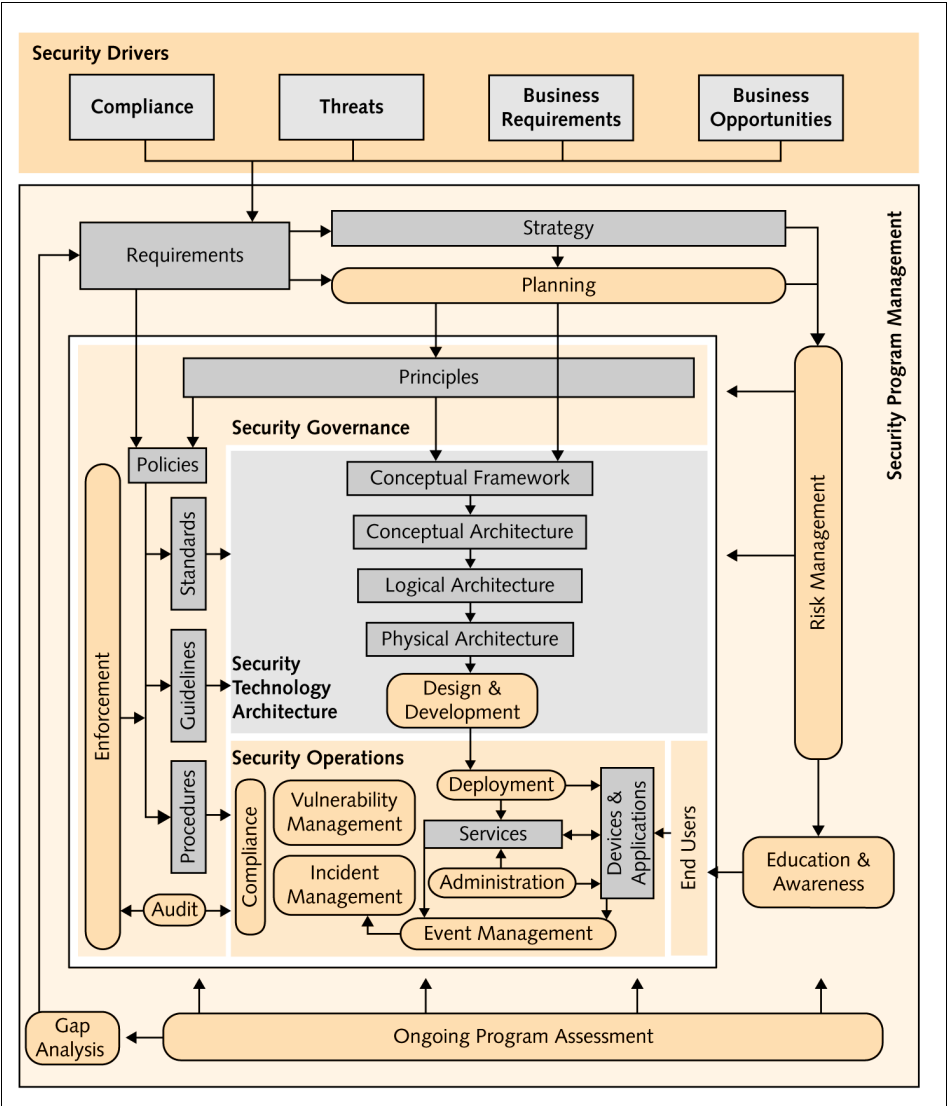 Security Drivers
Compliance
Threats
Business
Requirements
Business
Opportunities
Security Program Management
Requirements
Strategy
Planning
Principles
Security Governance
Policies
Conceptual Framework
Conceptual Architecture
Logical Architecture
Physical Architecture
Design &
Development
Security
Technology
Architecture
Standards
Guidelines
Procedures
Enforcement
Audit
Risk Management
Security Operations
Compliance
Vulnerability
Management
Incident
Management
Deployment
Services
Administration
Event Management
Devices &
Applications
End Users
Education &
Awareness
Gap
Analysis
Ongoing Program Assessment